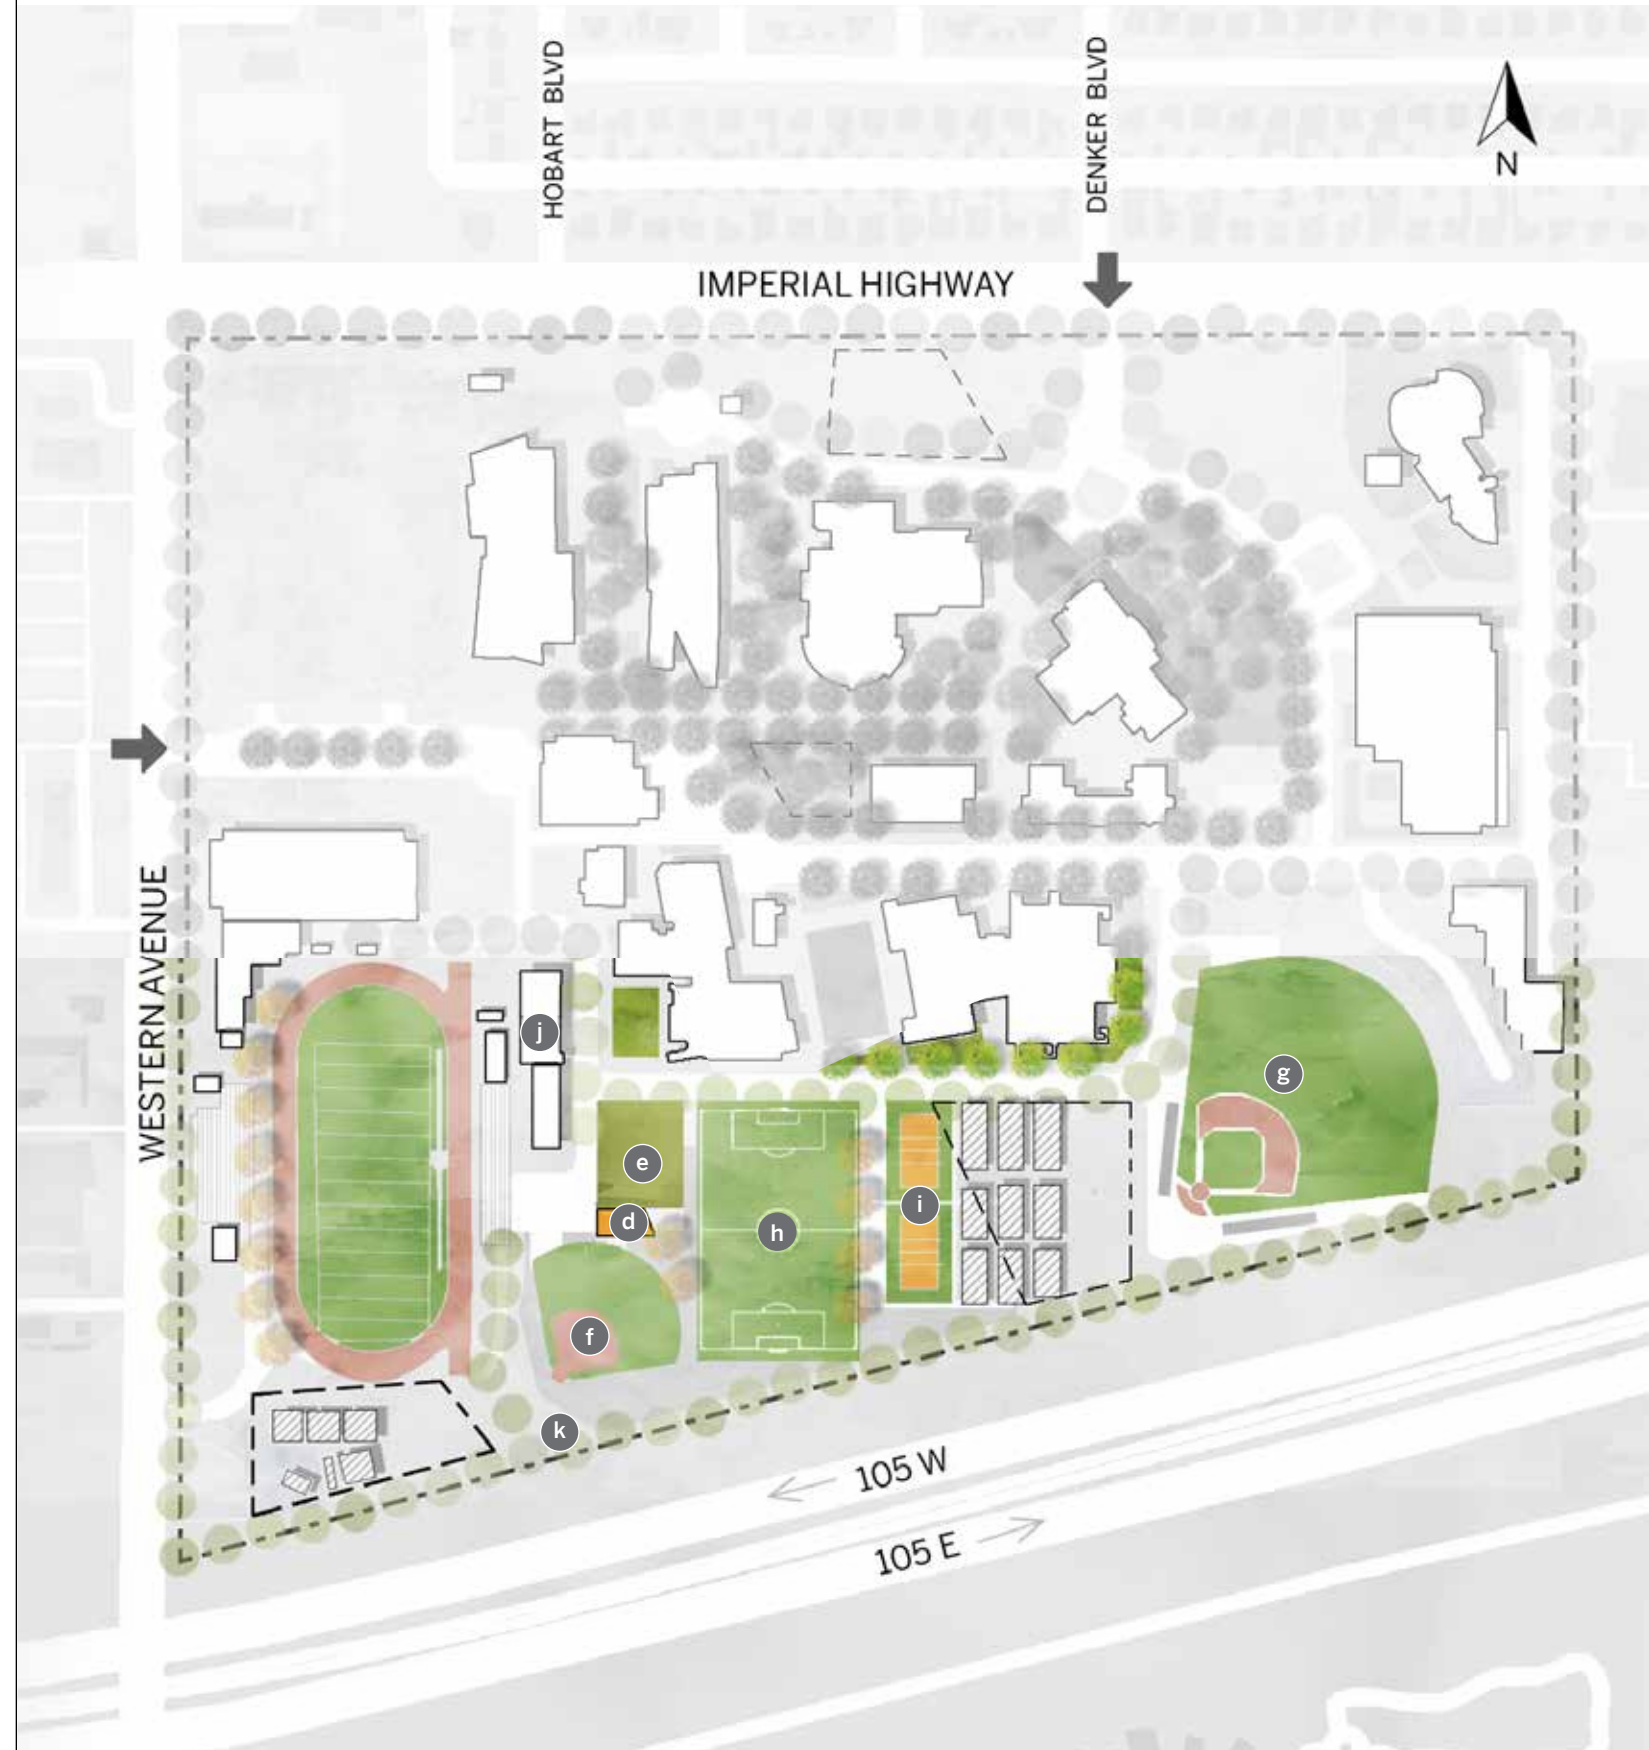 HOBART BLVD
DENKER BLVD
N
IMPERIAL HIGHWAY
WESTERN AVENUE
j
g
e
d
i
h
f
k
105 W
105 E